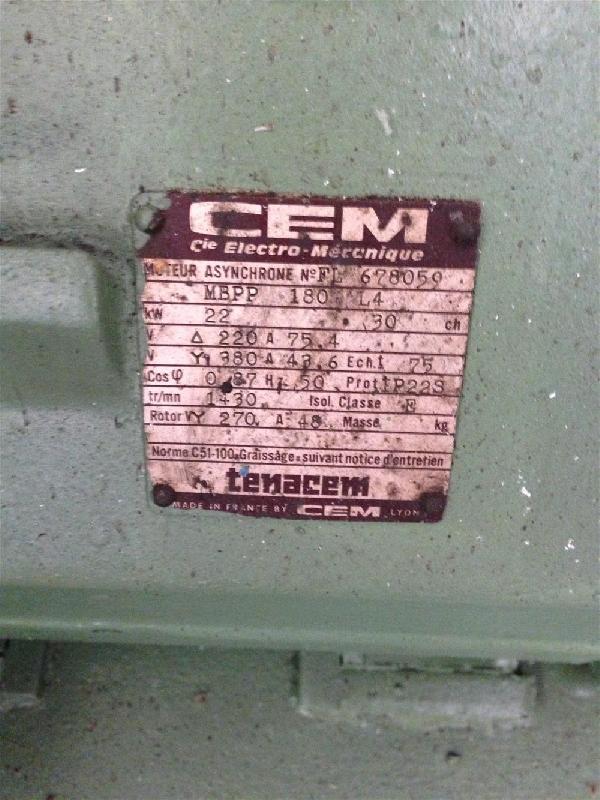 CEM
Cie Electro-Mécanique
MOTEUR ASYNCHRONE Nº FL 678059
MBPP 180 L4
kW 22 30 ch
V Δ 220 A 75.4
V Y 380 A 43.6 Ech.t 75
Cos φ 0.87 Hz 50 Prot. IP22S
tr/mn 1430 Isol. Classe E
Rotor V Y 270 A 48 Masse kg
Norme C51-100. Graissage = suivant notice d'entretien
tenacem
MADE IN FRANCE BY CEM LYON